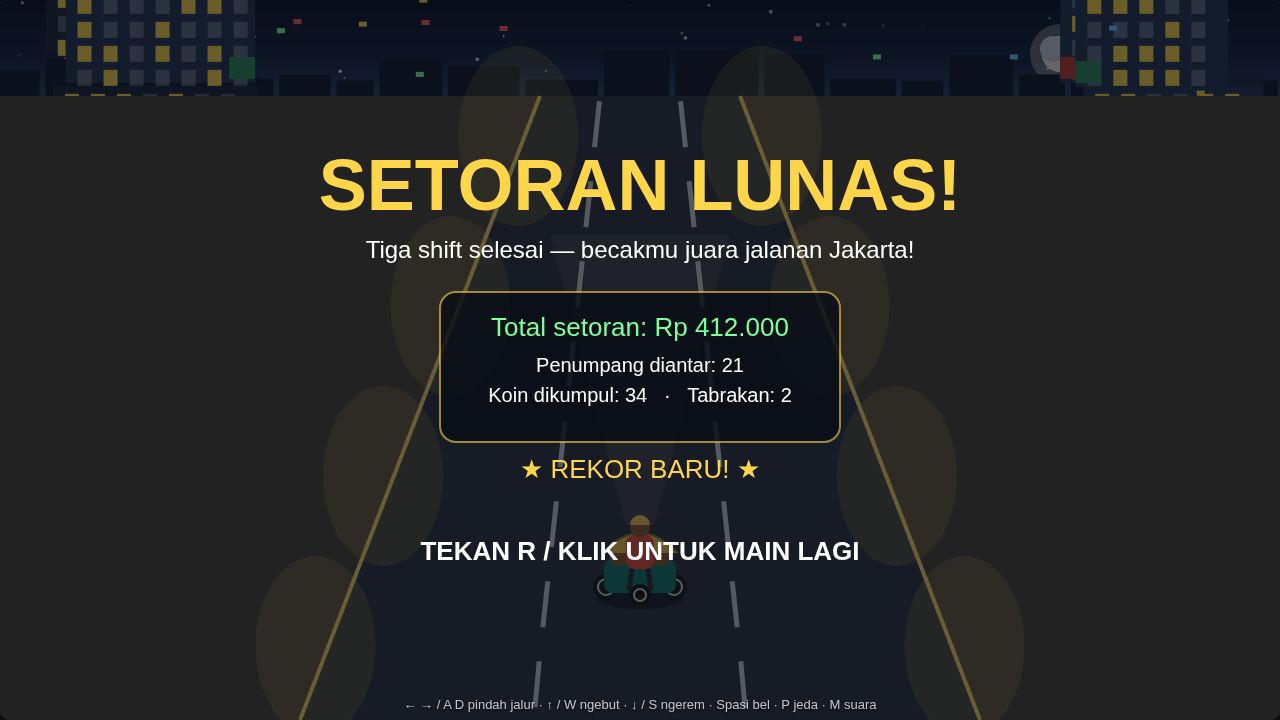 SETORAN LUNAS!
Tiga shift selesai — becakmu juara jalanan Jakarta!
Total setoran: Rp 412.000
Penumpang diantar: 21
Koin dikumpul: 34 · Tabrakan: 2
★ REKOR BARU! ★
TEKAN R / KLIK UNTUK MAIN LAGI
← → / A D pindah jalur · ↑ / W ngebut · ↓ / S ngerem · Spasi bel · P jeda · M suara